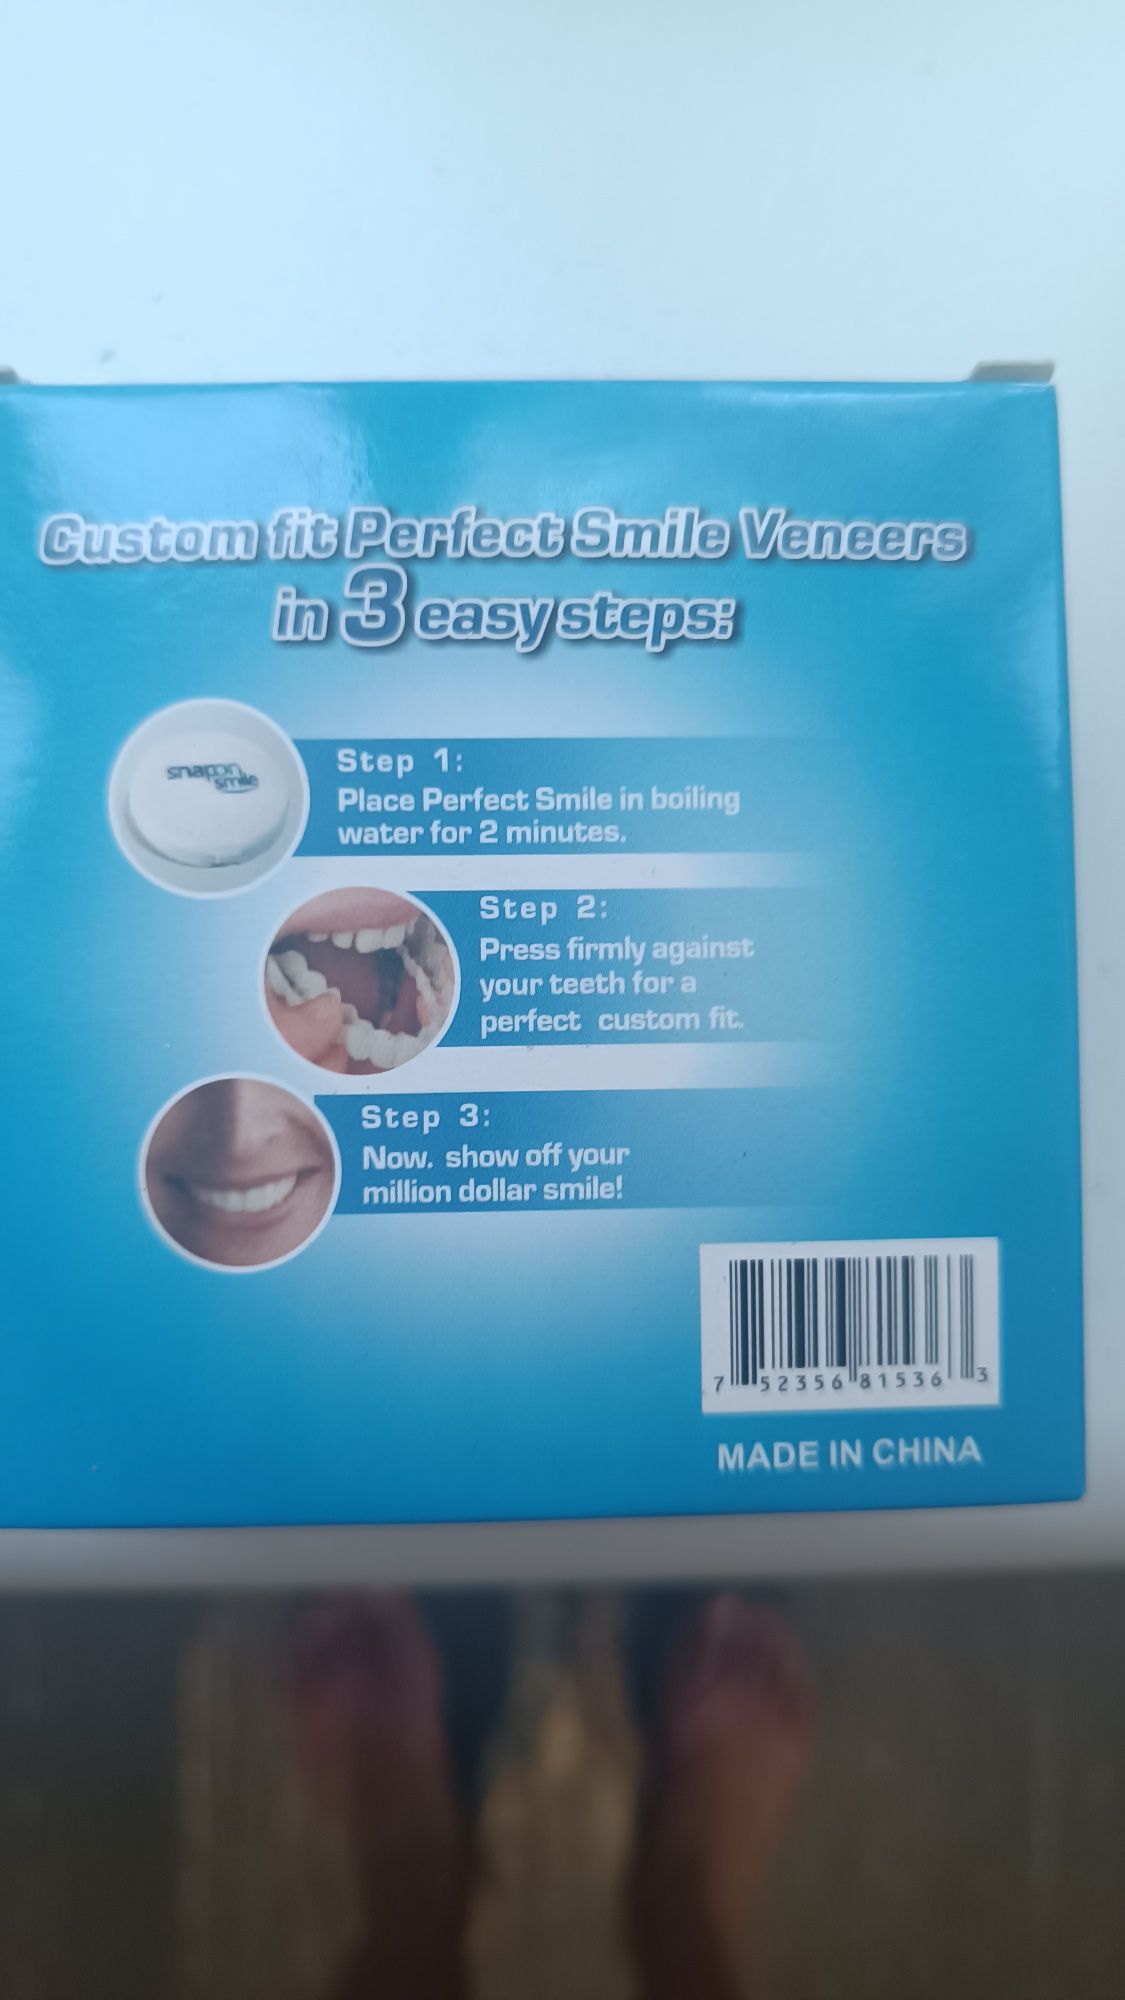 Custom fit Perfect Smile Veneers
in 3 easy steps:
snapon
smile
Step 1:
Place Perfect Smile in boiling
water for 2 minutes.
Step 2:
Press firmly against
your teeth for a
perfect custom fit.
Step 3:
Now. show off your
million dollar smile!
7 52356 81536 3
MADE IN CHINA